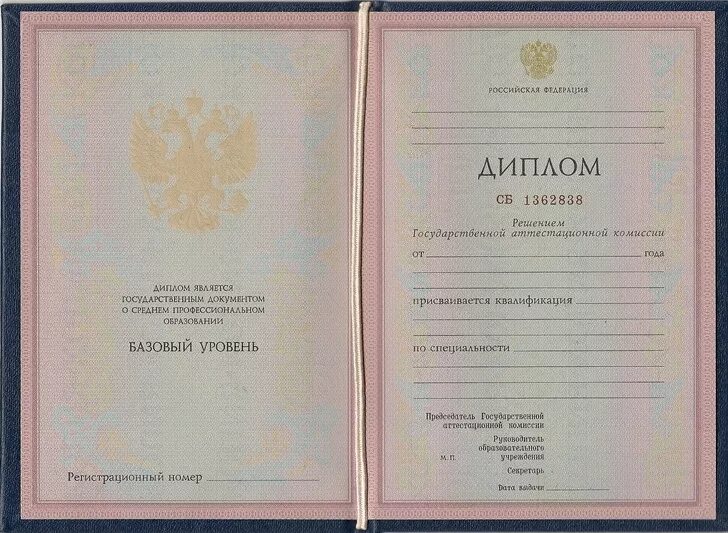 ДИПЛОМ ЯВЛЯЕТСЯ
ГОСУДАРСТВЕННЫМ ДОКУМЕНТОМ
О СРЕДНЕМ ПРОФЕССИОНАЛЬНОМ
ОБРАЗОВАНИИ
БАЗОВЫЙ УРОВЕНЬ
Регистрационный номер
РОССИЙСКАЯ ФЕДЕРАЦИЯ
ДИПЛОМ
СБ 1362838
Решением
Государственной аттестационной комиссии
от года
присваивается квалификация
по специальности
Председатель Государственной
аттестационной комиссии
Руководитель
образовательного
М. П. учреждения
Секретарь
Дата выдачи